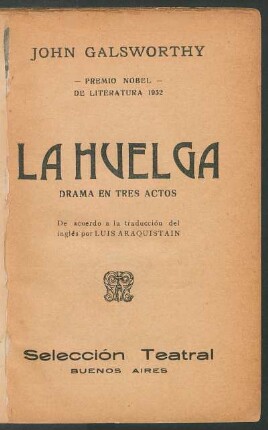 JOHN GALSWORTHY
— PREMIO NOBEL —
DE LITERATURA 1932
LA HUELGA
DRAMA EN TRES ACTOS
De acuerdo a la traducción del
inglés por LUIS ARAQUISTAIN
Selección Teatral
BUENOS AIRES